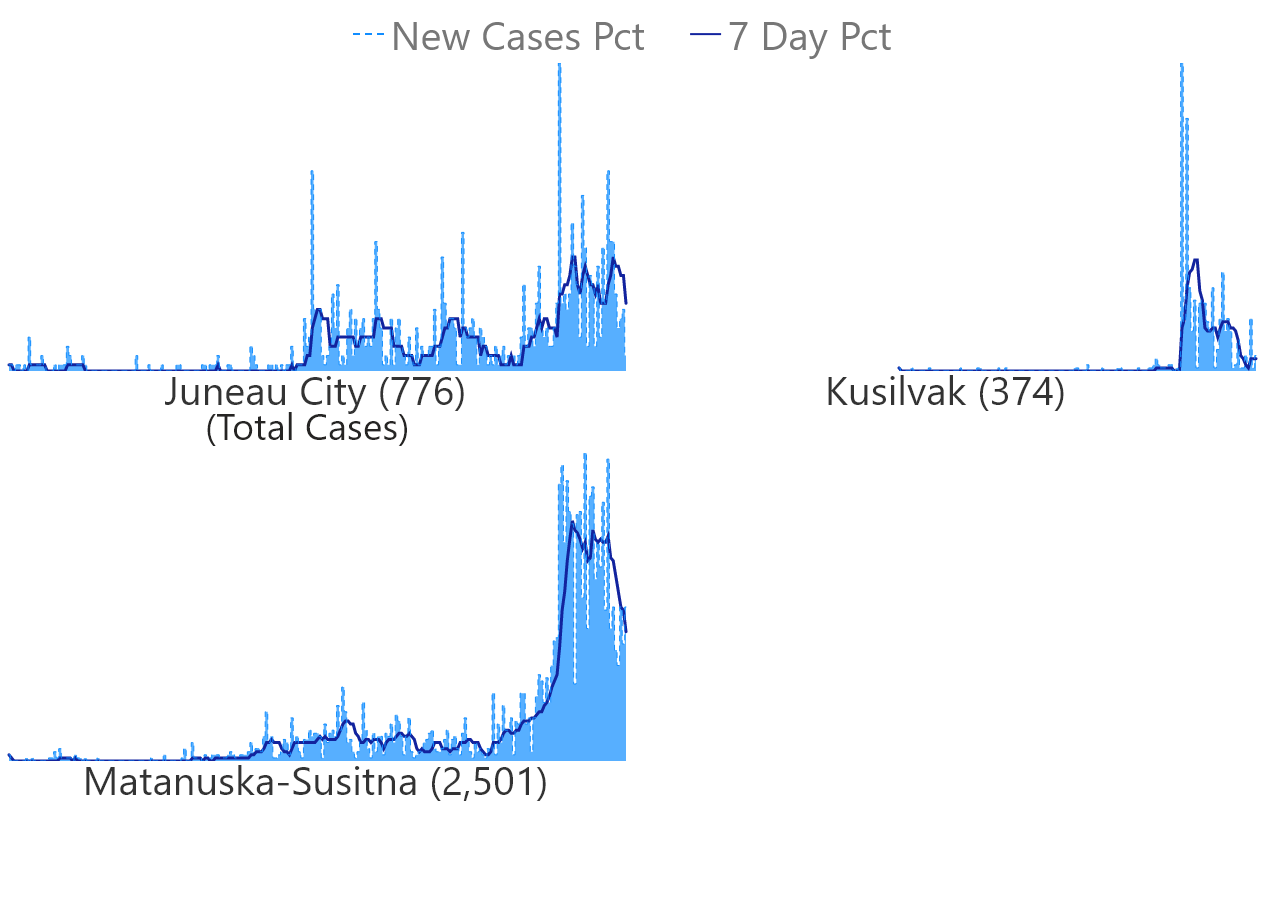 New Cases Pct 7 Day Pct
Juneau City (776) Kusilvak (374)
(Total Cases)
Matanuska-Susitna (2,501)